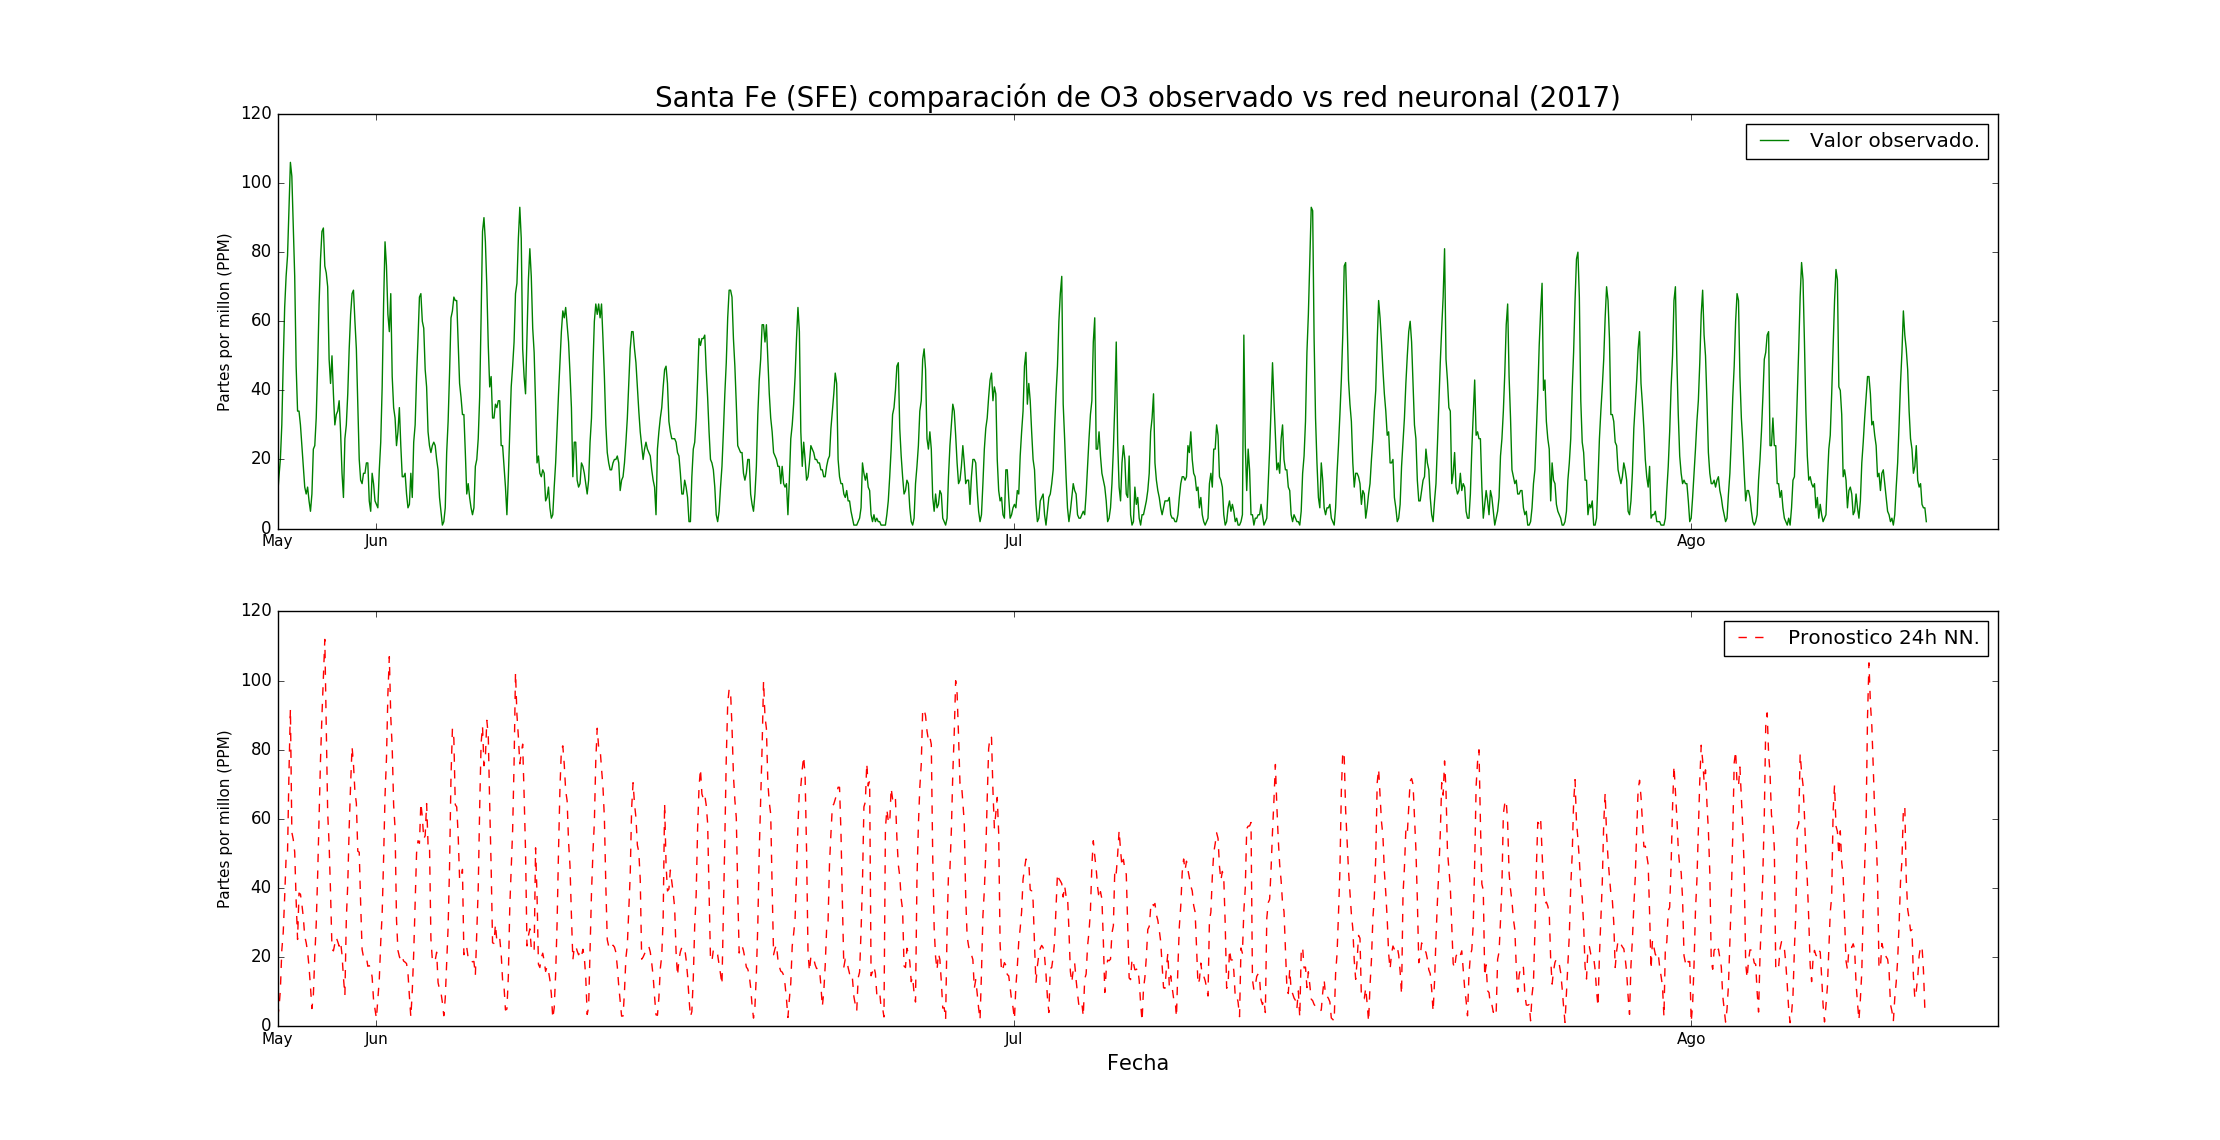 Santa Fe (SFE) comparación de O3 observado vs red neuronal (2017)
120
100
80
60
40
20
0
Partes por millon (PPM)
Valor observado.
May Jun Jul Ago
120
100
80
60
40
20
0
Partes por millon (PPM)
Pronostico 24h NN.
May Jun Jul Ago
Fecha